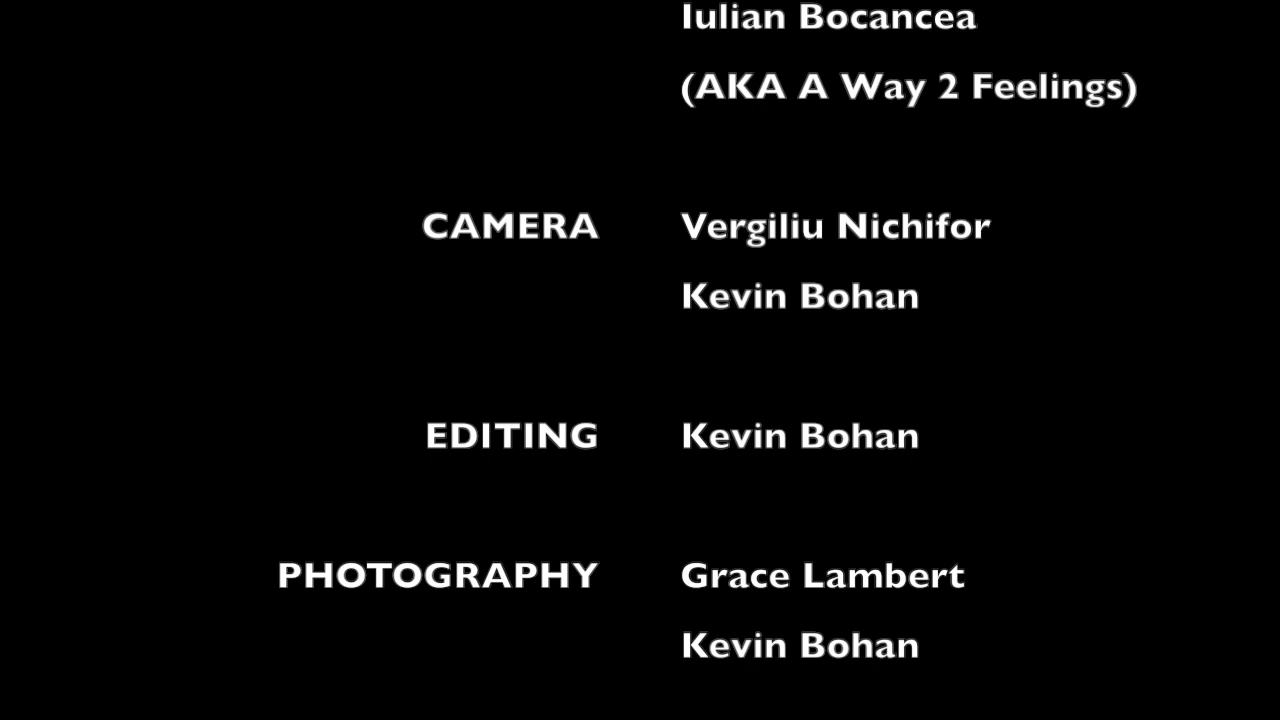 Iulian Bocancea
(AKA A Way 2 Feelings)
CAMERA Vergiliu Nichifor
Kevin Bohan
EDITING Kevin Bohan
PHOTOGRAPHY Grace Lambert
Kevin Bohan